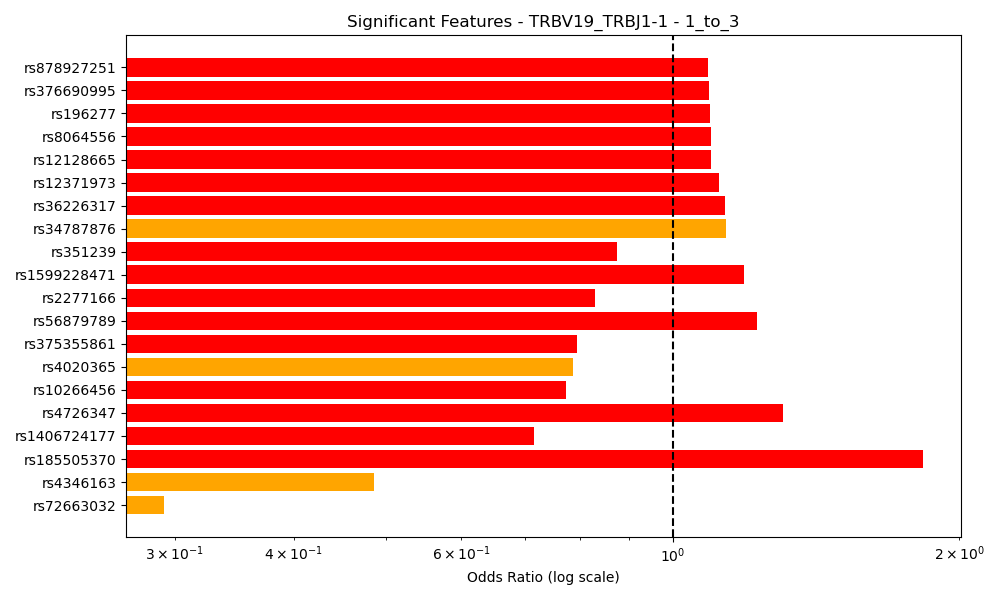 Significant Features - TRBV19_TRBJ1-1 - 1_to_3
rs878927251
rs376690995
rs196277
rs8064556
rs12128665
rs12371973
rs36226317
rs34787876
rs351239
rs1599228471
rs2277166
rs56879789
rs375355861
rs4020365
rs10266456
rs4726347
rs1406724177
rs185505370
rs4346163
rs72663032
3 × 10⁻¹ 4 × 10⁻¹ 6 × 10⁻¹ 10⁰ 2 × 10⁰
Odds Ratio (log scale)